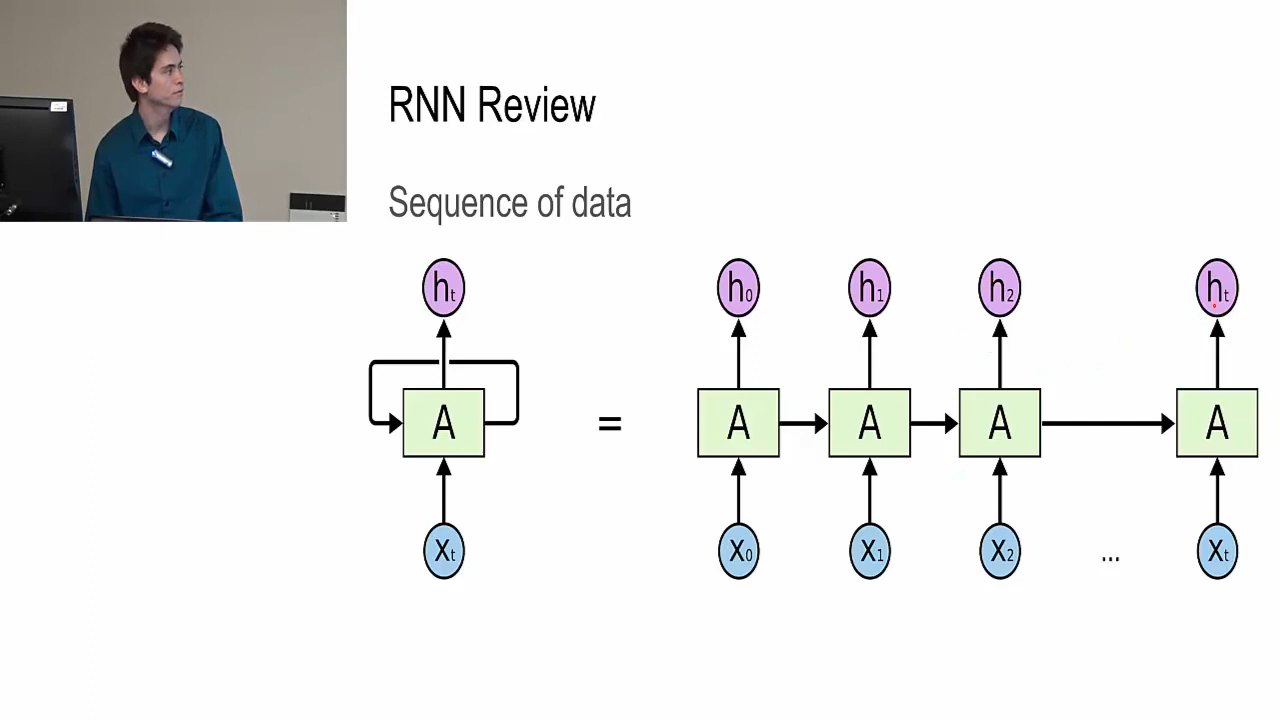 RNN Review
Sequence of data
ht h0 h1 h2 ht
A = A A A A
xt x0 x1 x2 ... xt